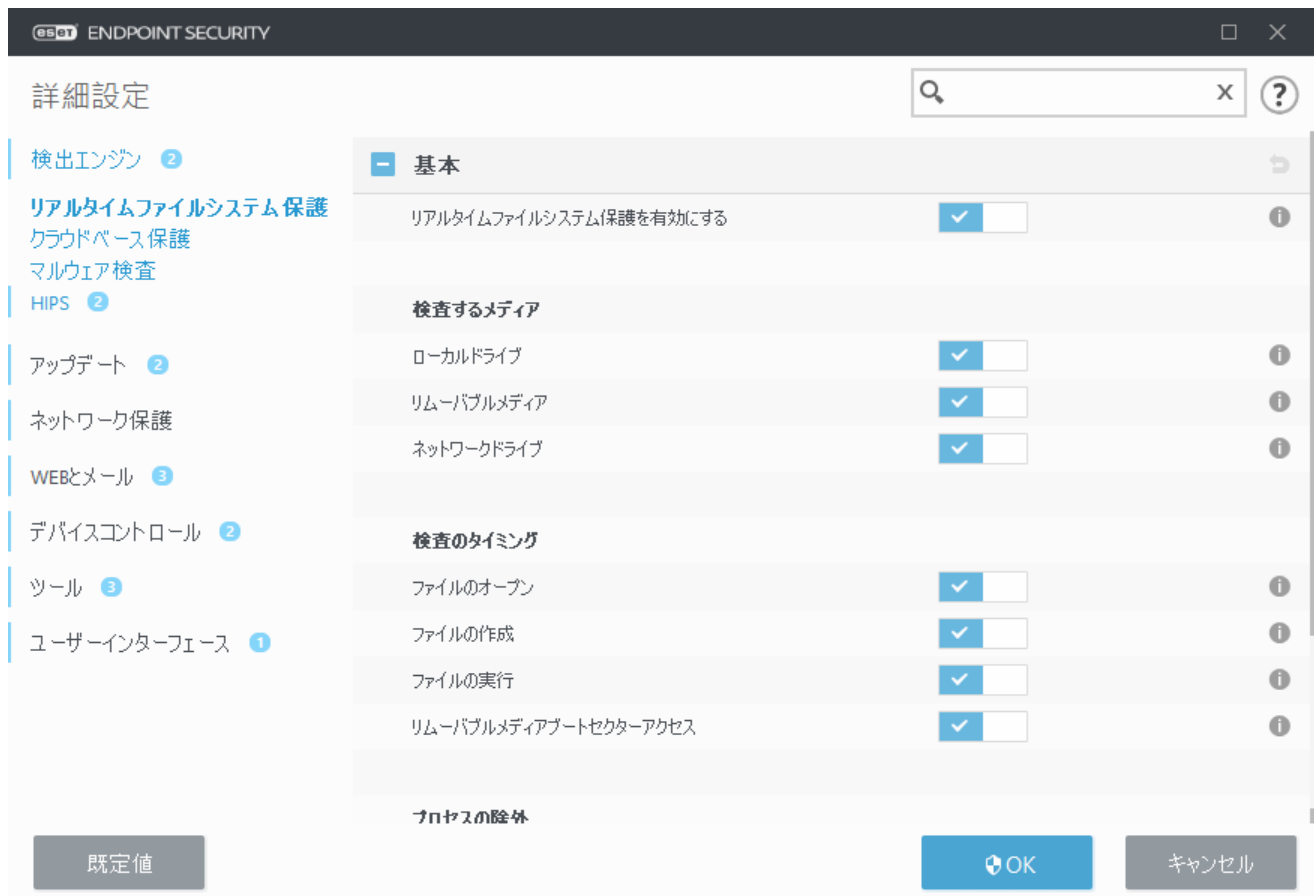 eset ENDPOINT SECURITY
詳細設定
x ?
検出エンジン 2
リアルタイムファイルシステム保護
クラウドベース保護
マルウェア検査
HIPS 2
アップデート 2
ネットワーク保護
WEBとメール 3
デバイスコントロール 2
ツール 3
ユーザーインターフェース 1
基本
リアルタイムファイルシステム保護を有効にする
検査するメディア
ローカルドライブ
リムーバブルメディア
ネットワークドライブ
検査のタイミング
ファイルのオープン
ファイルの作成
ファイルの実行
リムーバブルメディアブートセクターアクセス
プロセスの除外
既定値
OK
キャンセル